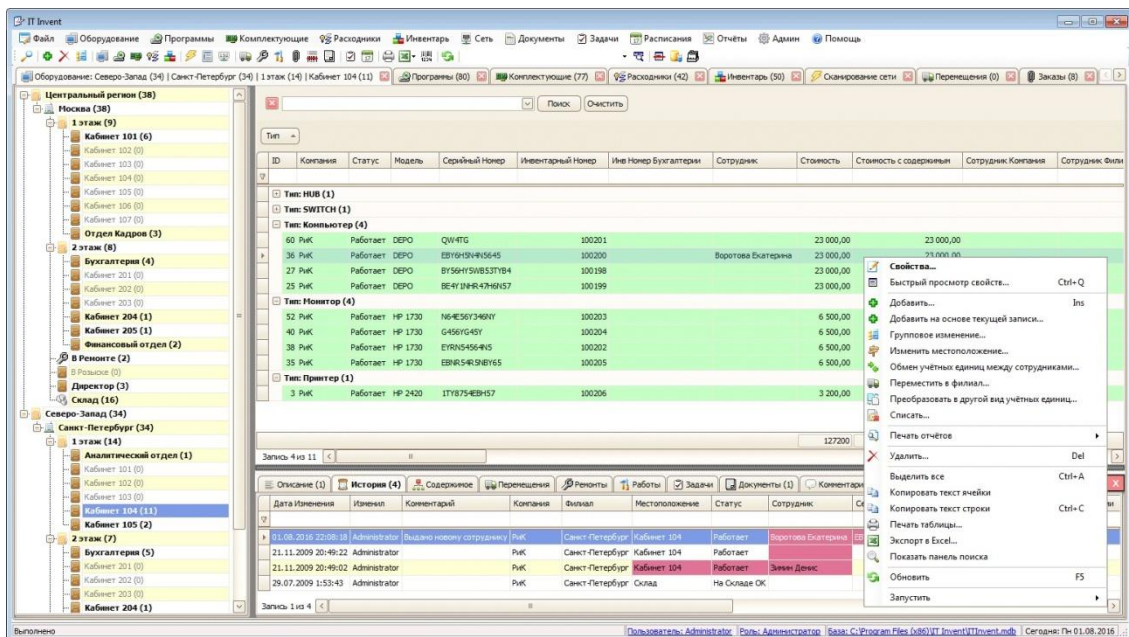 IT Invent
Файл Оборудование Программы Комплектующие Расходники Инвентарь Сеть Документы Задачи Расписания Отчёты Админ Помощь
Оборудование: Северо-Запад (34) | Санкт-Петербург (34) | 1 этаж (14) | Кабинет 104 (11) Программы (80) Комплектующие (77) Расходники (42) Инвентарь (50) Сканирование сети Перемещения (0) Заказы (8)
Центральный регион (38)
Москва (38)
1 этаж (9)
Кабинет 101 (6)
Кабинет 102 (0)
Кабинет 103 (0)
Кабинет 104 (0)
Кабинет 105 (0)
Кабинет 106 (0)
Кабинет 107 (0)
Отдел Кадров (3)
2 этаж (8)
Бухгалтерия (4)
Кабинет 201 (0)
Кабинет 202 (0)
Кабинет 203 (0)
Кабинет 204 (1)
Кабинет 205 (1)
Финансовый отдел (2)
В Ремонте (2)
В Розыске (0)
Директор (3)
Склад (16)
Северо-Запад (34)
Санкт-Петербург (34)
1 этаж (14)
Аналитический отдел (1)
Кабинет 101 (0)
Кабинет 102 (0)
Кабинет 103 (0)
Кабинет 104 (11)
Кабинет 105 (2)
2 этаж (7)
Бухгалтерия (5)
Кабинет 201 (0)
Кабинет 202 (0)
Кабинет 203 (0)
Кабинет 204 (1)
Поиск Очистить
Тип
ID Компания Статус Модель Серийный Номер Инвентарный Номер Инв Номер Бухгалтерии Сотрудник Стоимость Стоимость с содержимым Сотрудник Компания Сотрудник Фили
Тип: HUB (1)
Тип: SWITCH (1)
Тип: Компьютер (4)
60 РиК Работает DEPO QW4TG 100201 23 000,00 23 000,00
36 РиК Работает DEPO EBY6H5N4N5645 100200 Воротова Екатерина 23 000,00 23 000,00
27 РиК Работает DEPO BY56HY5WB53TYB4 100198 23 000,00
25 РиК Работает DEPO BE4Y1NHR47H6N57 100199 23 000,00
Тип: Монитор (4)
52 РиК Работает HP 1730 N64E56Y346NY 100203 6 500,00
40 РиК Работает HP 1730 G456YG45Y 100204 6 500,00
38 РиК Работает HP 1730 EYRN54564N5 100202 6 500,00
35 РиК Работает HP 1730 EBNR54R5NBY65 100205 6 500,00
Тип: Принтер (1)
3 РиК Работает HP 2420 1TY8754EBH57 100206 3 200,00
127200
Запись 4 из 11
Описание (1) История (4) Содержимое Перемещения Ремонты Работы Задачи Документы (1) Комментари
Дата Изменения Изменил Комментарий Компания Филиал Местоположение Статус Сотрудник
01.08.2016 22:08:18 Administrator Выдано новому сотруднику РиК Санкт-Петербург Кабинет 104 Работает Воротова Екатерина
21.11.2009 20:49:22 Administrator РиК Санкт-Петербург Кабинет 104 Работает
21.11.2009 20:49:02 Administrator РиК Санкт-Петербург Кабинет 104 Работает Зимин Денис
29.07.2009 1:53:43 Administrator РиК Санкт-Петербург Склад На Складе ОК
Запись 1 из 4
Свойства...
Быстрый просмотр свойств... Ctrl+Q
Добавить... Ins
Добавить на основе текущей записи...
Групповое изменение...
Изменить местоположение...
Обмен учётных единиц между сотрудниками...
Переместить в филиал...
Преобразовать в другой вид учётных единиц...
Списать...
Печать отчётов
Удалить... Del
Выделить все Ctrl+A
Копировать текст ячейки
Копировать текст строки Ctrl+C
Печать таблицы...
Экспорт в Excel...
Показать панель поиска
Обновить F5
Запустить
Выполнено Пользователь: Administrator Роль: Администратор База: C:\Program Files (x86)\IT Invent\ITInvent.mdb Сегодня: Пн 01.08.2016